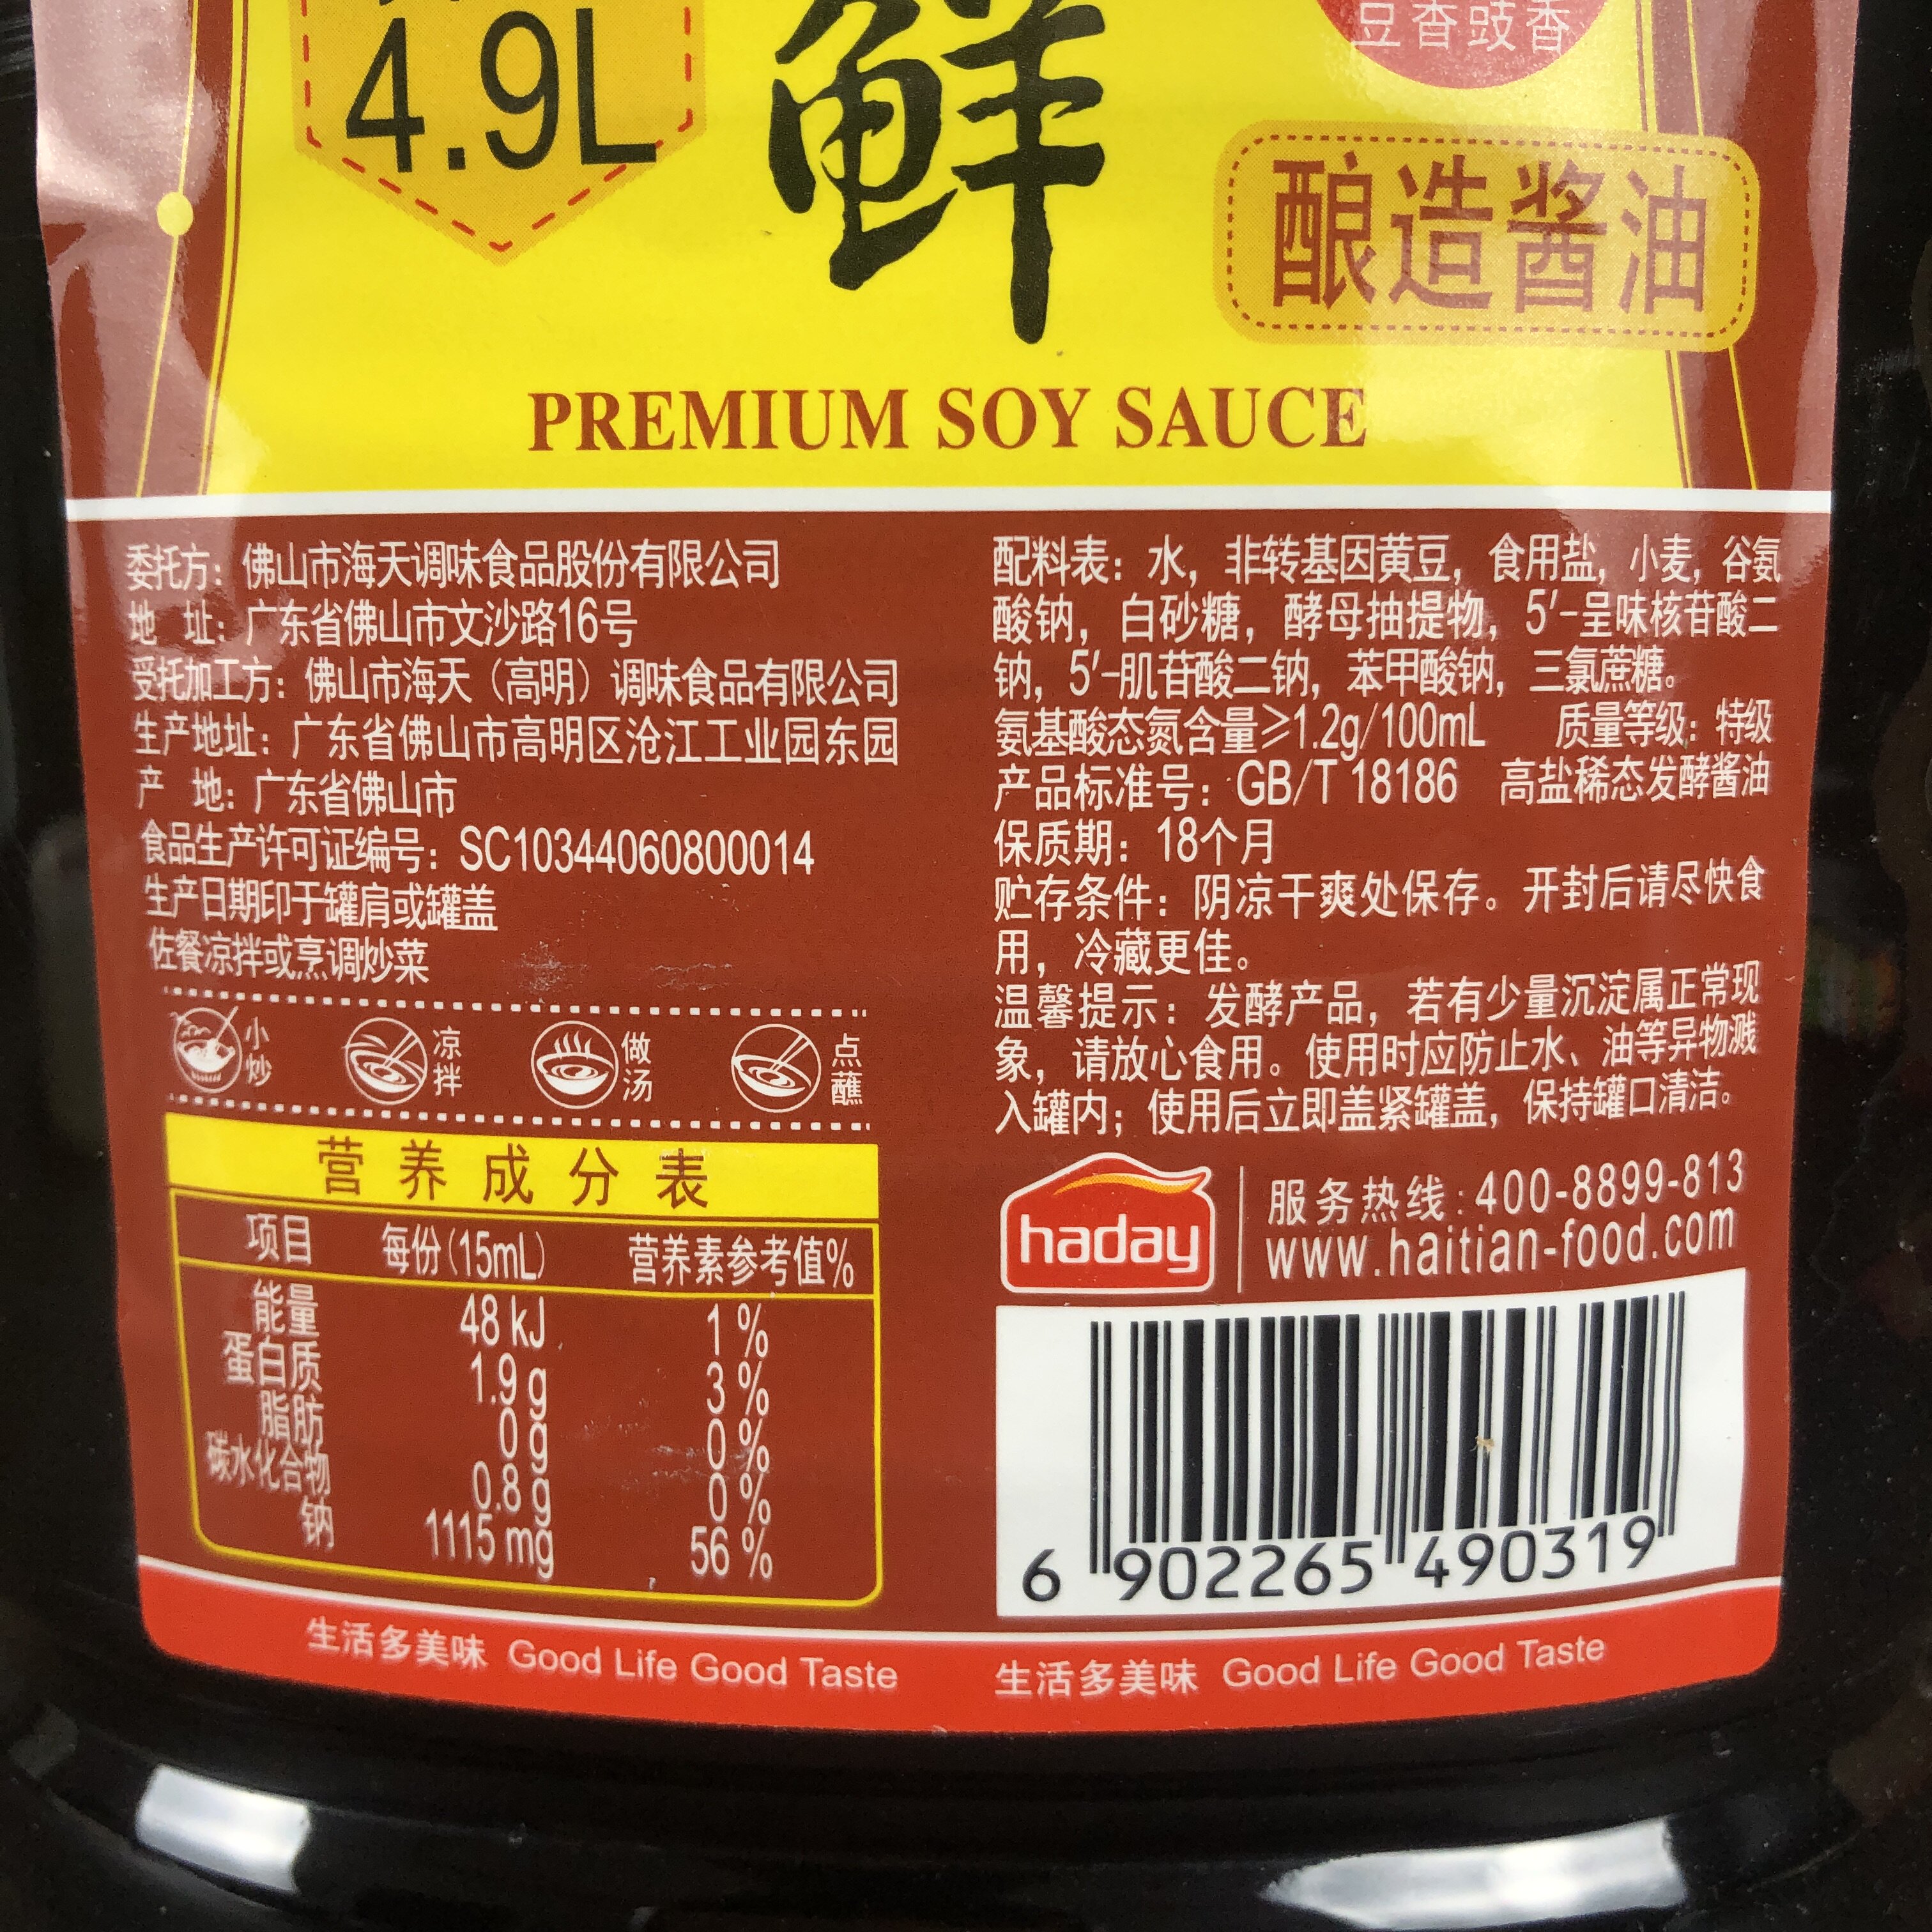 4.9L
鲜
豆香豉香
酿造酱油
PREMIUM SOY SAUCE
委托方：佛山市海天调味食品股份有限公司
地 址：广东省佛山市文沙路16号
受托加工方：佛山市海天（高明）调味食品有限公司
生产地址：广东省佛山市高明区沧江工业园东园
产 地：广东省佛山市
食品生产许可证编号：SC10344060800014
生产日期印于罐肩或罐盖
佐餐凉拌或烹调炒菜
小炒 凉拌 做汤 点蘸
营养成分表
项目 每份(15mL) 营养素参考值%
能量 48 kJ 1 %
蛋白质 1.9 g 3 %
脂肪 0 g 0 %
碳水化合物 0.8 g 0 %
钠 1115 mg 56 %
配料表：水，非转基因黄豆，食用盐，小麦，谷氨
酸钠，白砂糖，酵母抽提物，5′-呈味核苷酸二
钠，5′-肌苷酸二钠，苯甲酸钠，三氯蔗糖。
氨基酸态氮含量≥1.2g/100mL 质量等级：特级
产品标准号：GB/T 18186 高盐稀态发酵酱油
保质期：18个月
贮存条件：阴凉干爽处保存。开封后请尽快食
用，冷藏更佳。
温馨提示：发酵产品，若有少量沉淀属正常现
象，请放心食用。使用时应防止水、油等异物溅
入罐内；使用后立即盖紧罐盖，保持罐口清洁。
haday
服务热线:400-8899-813
www.haitian-food.com
6 902265 490319
生活多美味 Good Life Good Taste
生活多美味 Good Life Good Taste